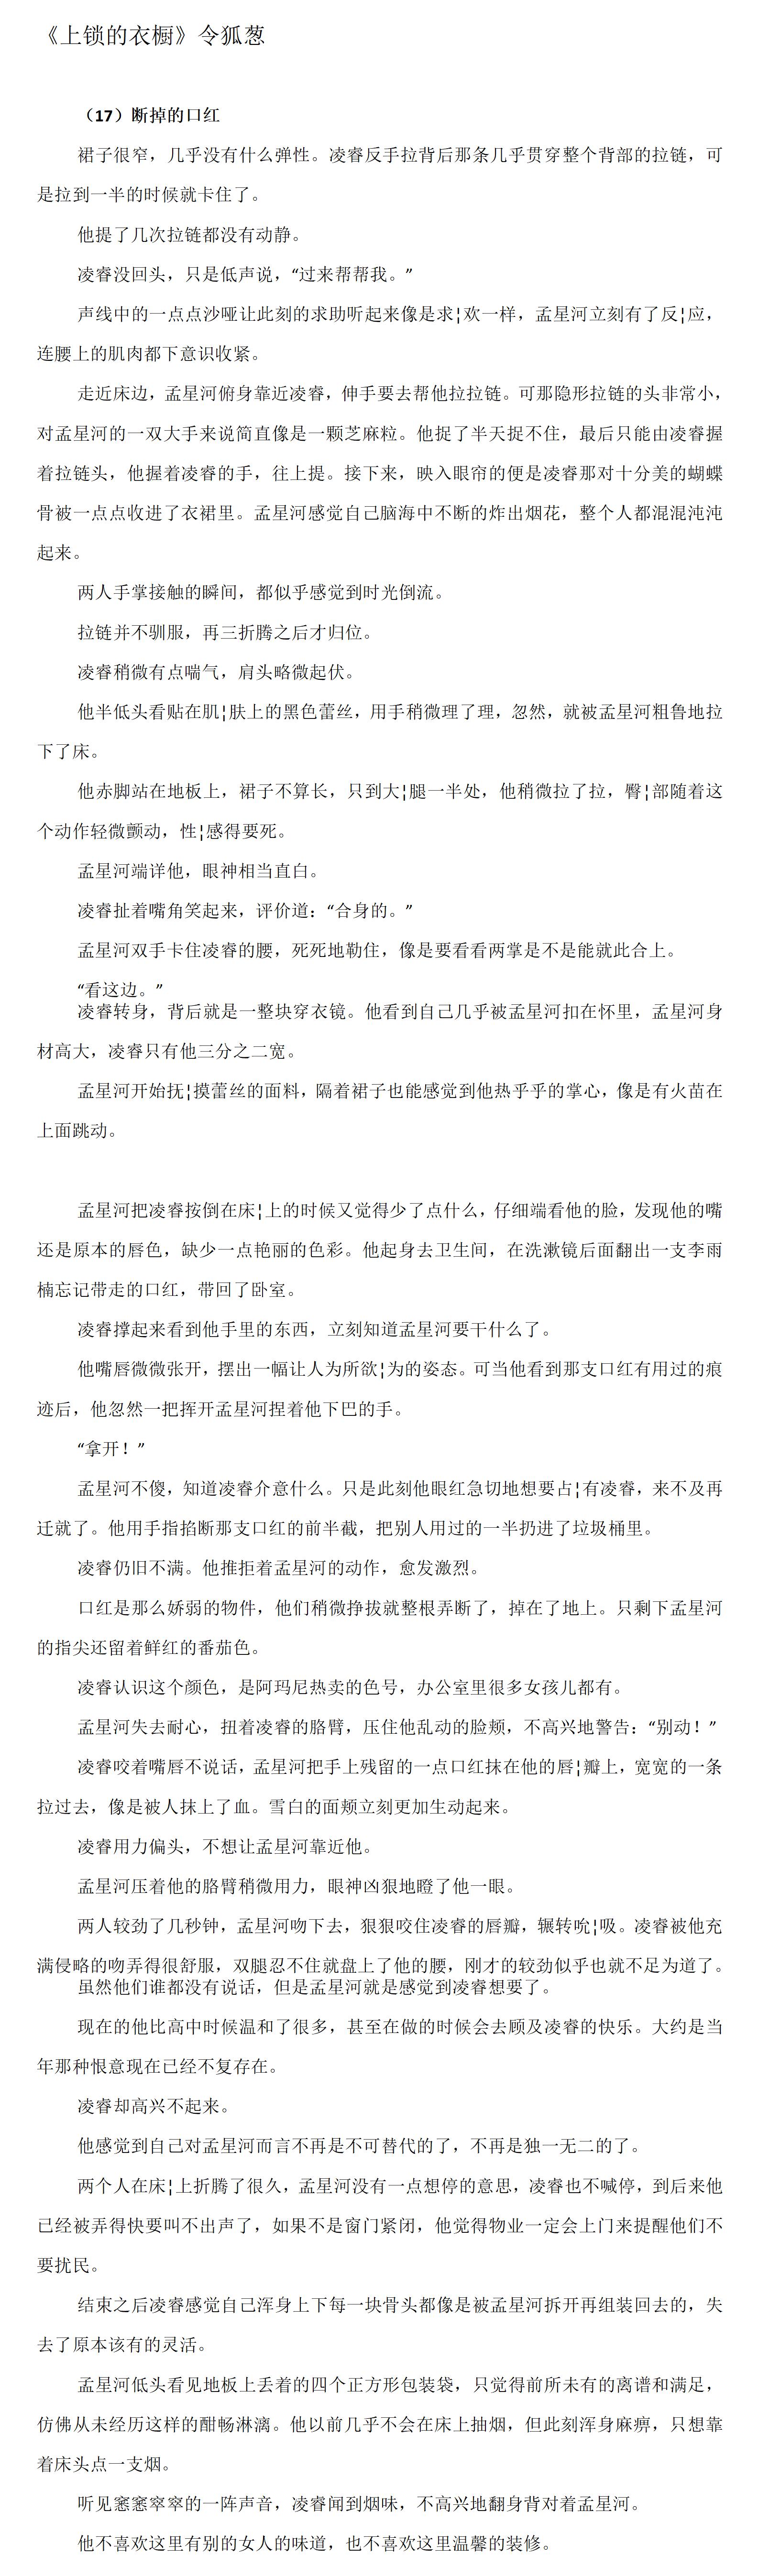 《上锁的衣橱》令狐葱
（17）断掉的口红
裙子很窄，几乎没有什么弹性。凌睿反手拉背后那条几乎贯穿整个背部的拉链，可
是拉到一半的时候就卡住了。
他提了几次拉链都没有动静。
凌睿没回头，只是低声说，“过来帮帮我。”
声线中的一点点沙哑让此刻的求助听起来像是求¦欢一样，孟星河立刻有了反¦应，
连腰上的肌肉都下意识收紧。
走近床边，孟星河俯身靠近凌睿，伸手要去帮他拉拉链。可那隐形拉链的头非常小，
对孟星河的一双大手来说简直像是一颗芝麻粒。他捉了半天捉不住，最后只能由凌睿握
着拉链头，他握着凌睿的手，往上提。接下来，映入眼帘的便是凌睿那对十分美的蝴蝶
骨被一点点收进了衣裙里。孟星河感觉自己脑海中不断的炸出烟花，整个人都混混沌沌
起来。
两人手掌接触的瞬间，都似乎感觉到时光倒流。
拉链并不驯服，再三折腾之后才归位。
凌睿稍微有点喘气，肩头略微起伏。
他半低头看贴在肌¦肤上的黑色蕾丝，用手稍微理了理，忽然，就被孟星河粗鲁地拉
下了床。
他赤脚站在地板上，裙子不算长，只到大¦腿一半处，他稍微拉了拉，臀¦部随着这
个动作轻微颤动，性¦感得要死。
孟星河端详他，眼神相当直白。
凌睿扯着嘴角笑起来，评价道：“合身的。”
孟星河双手卡住凌睿的腰，死死地勒住，像是要看看两掌是不是能就此合上。
“看这边。”
凌睿转身，背后就是一整块穿衣镜。他看到自己几乎被孟星河扣在怀里，孟星河身
材高大，凌睿只有他三分之二宽。
孟星河开始抚¦摸蕾丝的面料，隔着裙子也能感觉到他热乎乎的掌心，像是有火苗在
上面跳动。
孟星河把凌睿按倒在床¦上的时候又觉得少了点什么，仔细端看他的脸，发现他的嘴
还是原本的唇色，缺少一点艳丽的色彩。他起身去卫生间，在洗漱镜后面翻出一支李雨
楠忘记带走的口红，带回了卧室。
凌睿撑起来看到他手里的东西，立刻知道孟星河要干什么了。
他嘴唇微微张开，摆出一幅让人为所欲¦为的姿态。可当他看到那支口红有用过的痕
迹后，他忽然一把挥开孟星河捏着他下巴的手。
“拿开！”
孟星河不傻，知道凌睿介意什么。只是此刻他眼红急切地想要占¦有凌睿，来不及再
迁就了。他用手指掐断那支口红的前半截，把别人用过的一半扔进了垃圾桶里。
凌睿仍旧不满。他推拒着孟星河的动作，愈发激烈。
口红是那么娇弱的物件，他们稍微挣拔就整根弄断了，掉在了地上。只剩下孟星河
的指尖还留着鲜红的番茄色。
凌睿认识这个颜色，是阿玛尼热卖的色号，办公室里很多女孩儿都有。
孟星河失去耐心，扭着凌睿的胳臂，压住他乱动的脸颊，不高兴地警告：“别动！”
凌睿咬着嘴唇不说话，孟星河把手上残留的一点口红抹在他的唇¦瓣上，宽宽的一条
拉过去，像是被人抹上了血。雪白的面颊立刻更加生动起来。
凌睿用力偏头，不想让孟星河靠近他。
孟星河压着他的胳臂稍微用力，眼神凶狠地瞪了他一眼。
两人较劲了几秒钟，孟星河吻下去，狠狠咬住凌睿的唇瓣，辗转吮¦吸。凌睿被他充
满侵略的吻弄得很舒服，双腿忍不住就盘上了他的腰，刚才的较劲似乎也就不足为道了。
虽然他们谁都没有说话，但是孟星河就是感觉到凌睿想要了。
现在的他比高中时候温和了很多，甚至在做的时候会去顾及凌睿的快乐。大约是当
年那种恨意现在已经不复存在。
凌睿却高兴不起来。
他感觉到自己对孟星河而言不再是不可替代的了，不再是独一无二的了。
两个人在床¦上折腾了很久，孟星河没有一点想停的意思，凌睿也不喊停，到后来他
已经被弄得快要叫不出声了，如果不是窗门紧闭，他觉得物业一定会上门来提醒他们不
要扰民。
结束之后凌睿感觉自己浑身上下每一块骨头都像是被孟星河拆开再组装回去的，失
去了原本该有的灵活。
孟星河低头看见地板上丢着的四个正方形包装袋，只觉得前所未有的离谱和满足，
仿佛从未经历这样的酣畅淋漓。他以前几乎不会在床上抽烟，但此刻浑身麻痹，只想靠
着床头点一支烟。
听见窸窸窣窣的一阵声音，凌睿闻到烟味，不高兴地翻身背对着孟星河。
他不喜欢这里有别的女人的味道，也不喜欢这里温馨的装修。